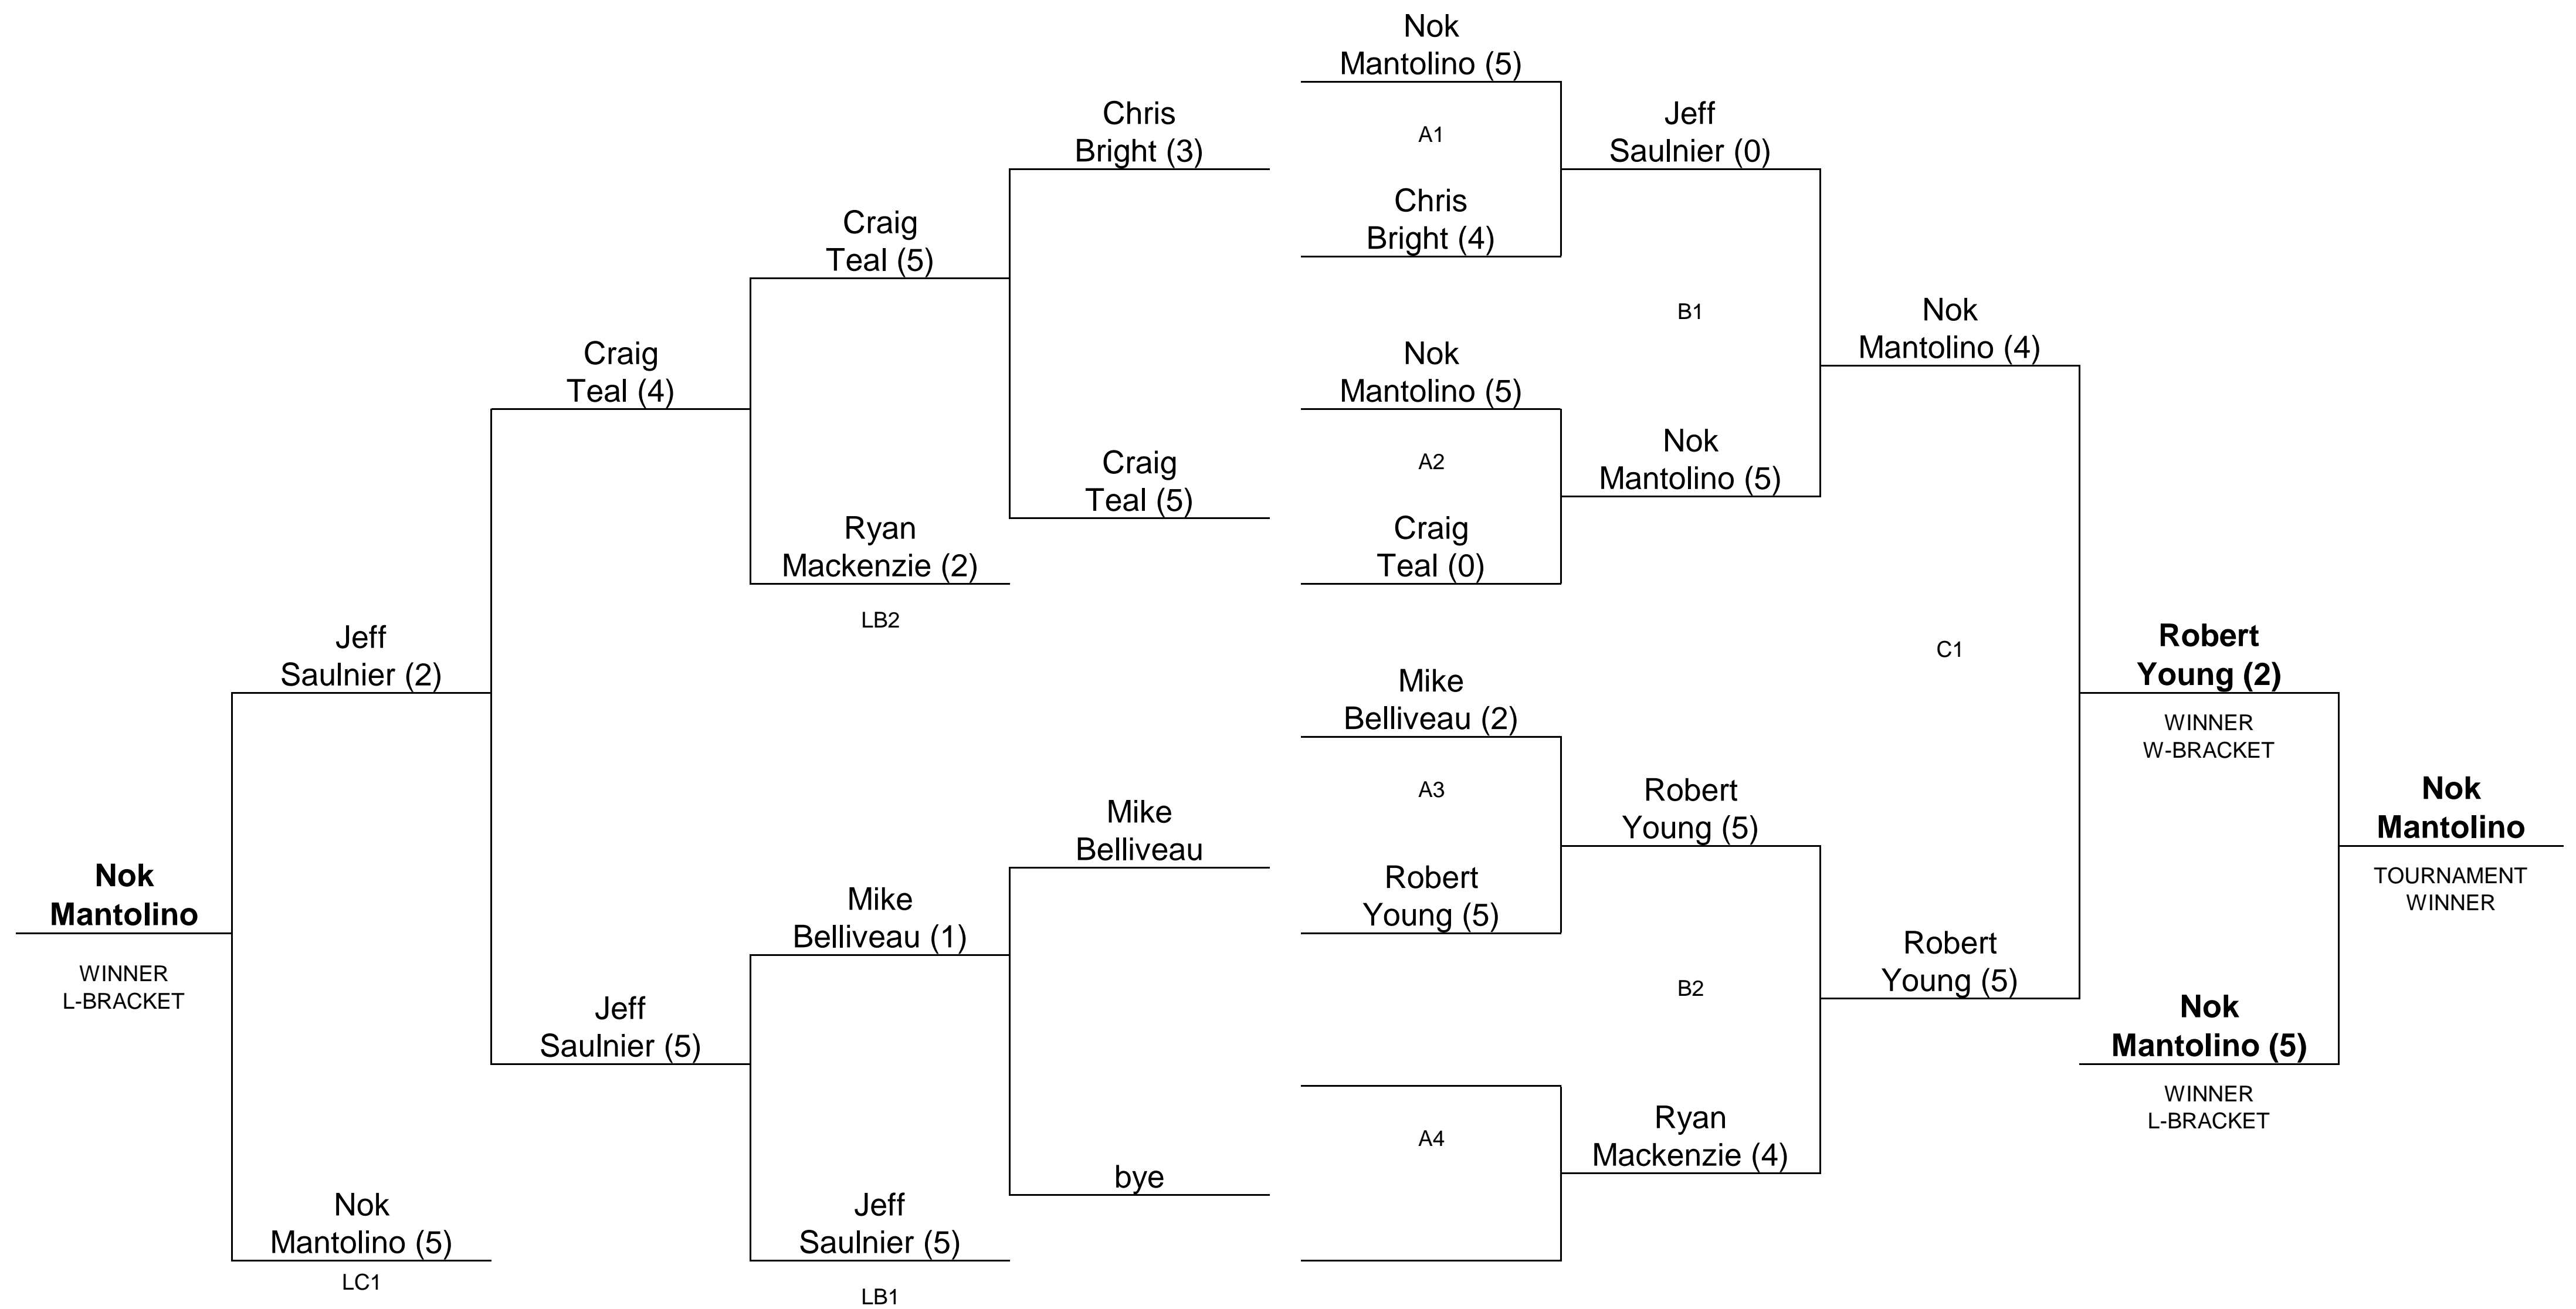 Nok
Mantolino (5)
Chris
Bright (3)
A1
Jeff
Saulnier (0)
Chris
Bright (4)
Craig
Teal (5)
B1
Nok
Mantolino (4)
Craig
Teal (4)
Nok
Mantolino (5)
Nok
Mantolino (5)
Craig
Teal (5)
A2
Ryan
Mackenzie (2)
Craig
Teal (0)
LB2
Jeff
Saulnier (2)
C1
Robert
Young (2)
WINNER
W-BRACKET
Mike
Belliveau (2)
A3
Robert
Young (5)
Nok
Mantolino
TOURNAMENT
WINNER
Mike
Belliveau
Robert
Young (5)
Nok
Mantolino
WINNER
L-BRACKET
Mike
Belliveau (1)
Robert
Young (5)
B2
Jeff
Saulnier (5)
Nok
Mantolino (5)
WINNER
L-BRACKET
A4
Ryan
Mackenzie (4)
bye
Nok
Mantolino (5)
LC1
Jeff
Saulnier (5)
LB1